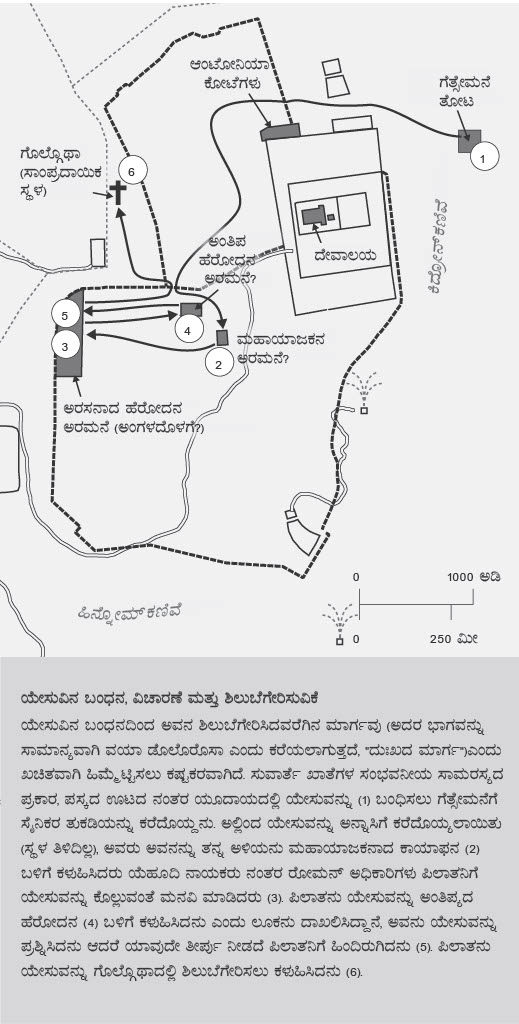 ಆಂಟೋನಿಯಾ
ಕೋಟೆಗಳು
ಗೆತ್ಸೇಮನೆ
ತೋಟ
1
ಗೊಲ್ಗೊಥಾ
(ಸಾಂಪ್ರದಾಯಿಕ
ಸ್ಥಳ)
6
ಕಿದ್ರೋನ್ ಕಣಿವೆ
ದೇವಾಲಯ
ಅಂತಿಪ
ಹೆರೋದನ
ಅರಮನೆ?
5
4
3
ಮಹಾಯಾಜಕನ
ಅರಮನೆ?
2
ಅರಸನಾದ ಹೆರೋದನ
ಅರಮನೆ (ಅಂಗಳದೊಳಗೆ?)
0 1000 ಅಡಿ
0 250 ಮೀ
ಹಿನ್ನೋಮ್ ಕಣಿವೆ
ಯೇಸುವಿನ ಬಂಧನ, ವಿಚಾರಣೆ ಮತ್ತು ಶಿಲುಬೆಗೇರಿಸುವಿಕೆ
ಯೇಸುವಿನ ಬಂಧನದಿಂದ ಅವನ ಶಿಲುಬೆಗೇರಿಸಿದವರೆಗಿನ ಮಾರ್ಗವು (ಅದರ ಭಾಗವನ್ನು
ಸಾಮಾನ್ಯವಾಗಿ ವಯಾ ಡೊಲೊರೊಸಾ ಎಂದು ಕರೆಯಲಾಗುತ್ತದೆ, "ದುಃಖದ ಮಾರ್ಗ")ಎಂದು
ಖಚಿತವಾಗಿ ಹಿಮ್ಮೆಟ್ಟಿಸಲು ಕಷ್ಟಕರವಾಗಿದೆ. ಸುವಾರ್ತೆ ಖಾತೆಗಳ ಸಂಭವನೀಯ ಸಾಮರಸ್ಯದ
ಪ್ರಕಾರ, ಪಸ್ಕದ ಊಟದ ನಂತರ ಯೂದಾಯದಲ್ಲಿ ಯೇಸುವನ್ನು (1) ಬಂಧಿಸಲು ಗೆತ್ಸೇಮನೆಗೆ
ಸೈನಿಕರ ತುಕಡಿಯನ್ನು ಕರೆದೊಯ್ದನು. ಅಲ್ಲಿಂದ ಯೇಸುವನ್ನು ಅನ್ನಾಸಿಗೆ ಕರೆದೊಯ್ಯಲಾಯಿತು
(ಸ್ಥಳ ತಿಳಿದಿಲ್ಲ), ಅವರು ಅವನನ್ನು ತನ್ನ ಅಳಿಯನು ಮಹಾಯಾಜಕನಾದ ಕಾಯಾಫನ (2)
ಬಳಿಗೆ ಕಳುಹಿಸಿದರು ಯೆಹೂದಿ ನಾಯಕರು ನಂತರ ರೋಮನ್ ಅಧಿಕಾರಿಗಳು ಪಿಲಾತನಿಗೆ
ಯೇಸುವನ್ನು ಕೊಲ್ಲುವಂತೆ ಮನವಿ ಮಾಡಿದರು (3). ಪಿಲಾತನು ಯೇಸುವನ್ನು ಅಂತಿಪ್ಪದ
ಹೆರೋದನ (4) ಬಳಿಗೆ ಕಳುಹಿಸಿದನು ಎಂದು ಲೂಕನು ದಾಖಲಿಸಿದ್ದಾನೆ, ಅವನು ಯೇಸುವನ್ನು
ಪ್ರಶ್ನಿಸಿದನು ಆದರೆ ಯಾವುದೇ ತೀರ್ಪು ನೀಡದೆ ಪಿಲಾತನಿಗೆ ಹಿಂದಿರುಗಿದನು (5). ಪಿಲಾತನು
ಯೇಸುವನ್ನು ಗೊಲ್ಗೊಥಾದಲ್ಲಿ ಶಿಲುಬೆಗೇರಿಸಲು ಕಳುಹಿಸಿದನು (6).